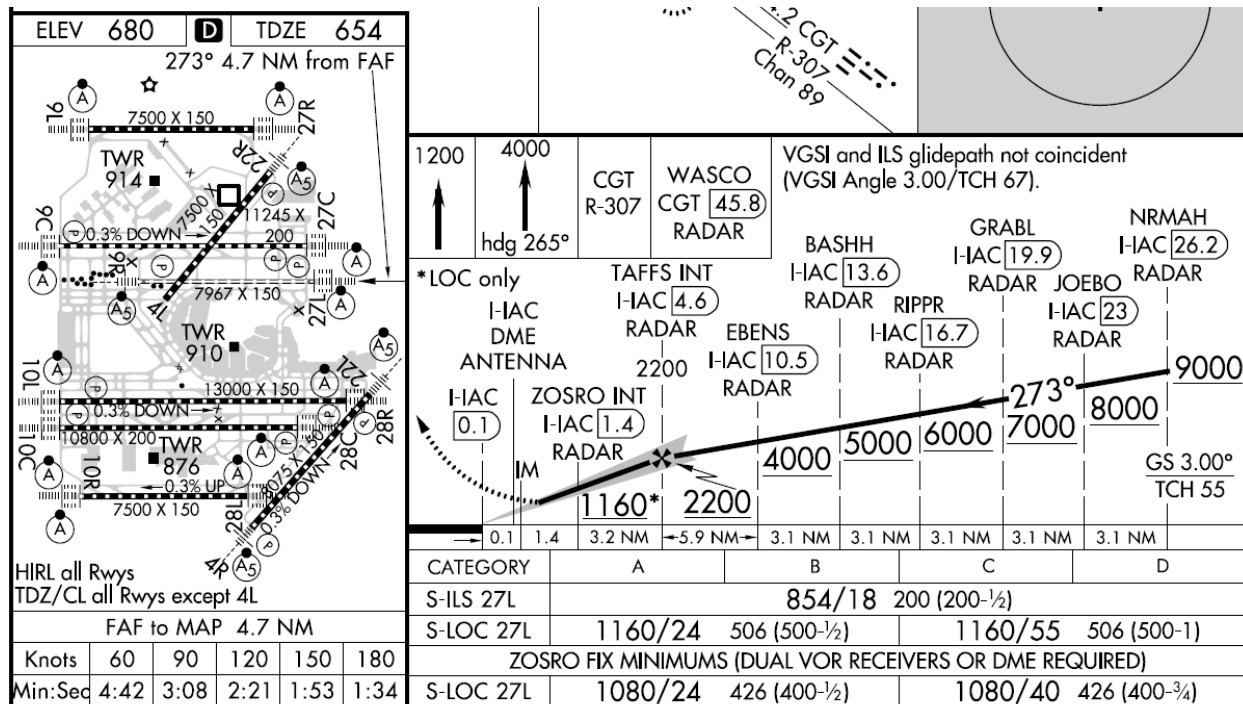 ELEV 680 D TDZE 654
273° 4.7 NM from FAF
A
A
9L
7500 X 150
27R
TWR
914
22R
A5
P
7500 X
150
11245 X
200
27C
9C
P
0.3% DOWN
9R
P
P
P
A
A
A5
7967 X 150
4L
27L
A
TWR
910
A5
10L
A
22L
P
A
13000 X 150
28R
0.3% DOWN
P
P
P
10800 X 200
10C
TWR
876
A
P
28C
10R
A
A
8075 X 150
0.3% DOWN
0.3% UP
7500 X 150
28L
A
P
4R
A5
HIRL all Rwys
TDZ/CL all Rwys except 4L
FAF to MAP 4.7 NM
Knots 60 90 120 150 180
Min:Sec 4:42 3:08 2:21 1:53 1:34
4.2 CGT
R-307
Chan 89
1200
4000
hdg 265°
CGT
R-307
WASCO
CGT 45.8
RADAR
VGSI and ILS glidepath not coincident
(VGSI Angle 3.00/TCH 67).
*LOC only
I-IAC
DME
ANTENNA
I-IAC
0.1
IM
ZOSRO INT
I-IAC 1.4
RADAR
TAFFS INT
I-IAC 4.6
RADAR
2200
EBENS
I-IAC 10.5
RADAR
BASHH
I-IAC 13.6
RADAR
RIPPR
I-IAC 16.7
RADAR
GRABL
I-IAC 19.9
RADAR
JOEBO
I-IAC 23
RADAR
NRMAH
I-IAC 26.2
RADAR
273°
1160* 2200 4000 5000 6000 7000 8000 9000
GS 3.00°
TCH 55
0.1 1.4 3.2 NM 5.9 NM 3.1 NM 3.1 NM 3.1 NM 3.1 NM 3.1 NM
CATEGORY A B C D
S-ILS 27L 854/18 200 (200-½)
S-LOC 27L 1160/24 506 (500-½) 1160/55 506 (500-1)
ZOSRO FIX MINIMUMS (DUAL VOR RECEIVERS OR DME REQUIRED)
S-LOC 27L 1080/24 426 (400-½) 1080/40 426 (400-¾)